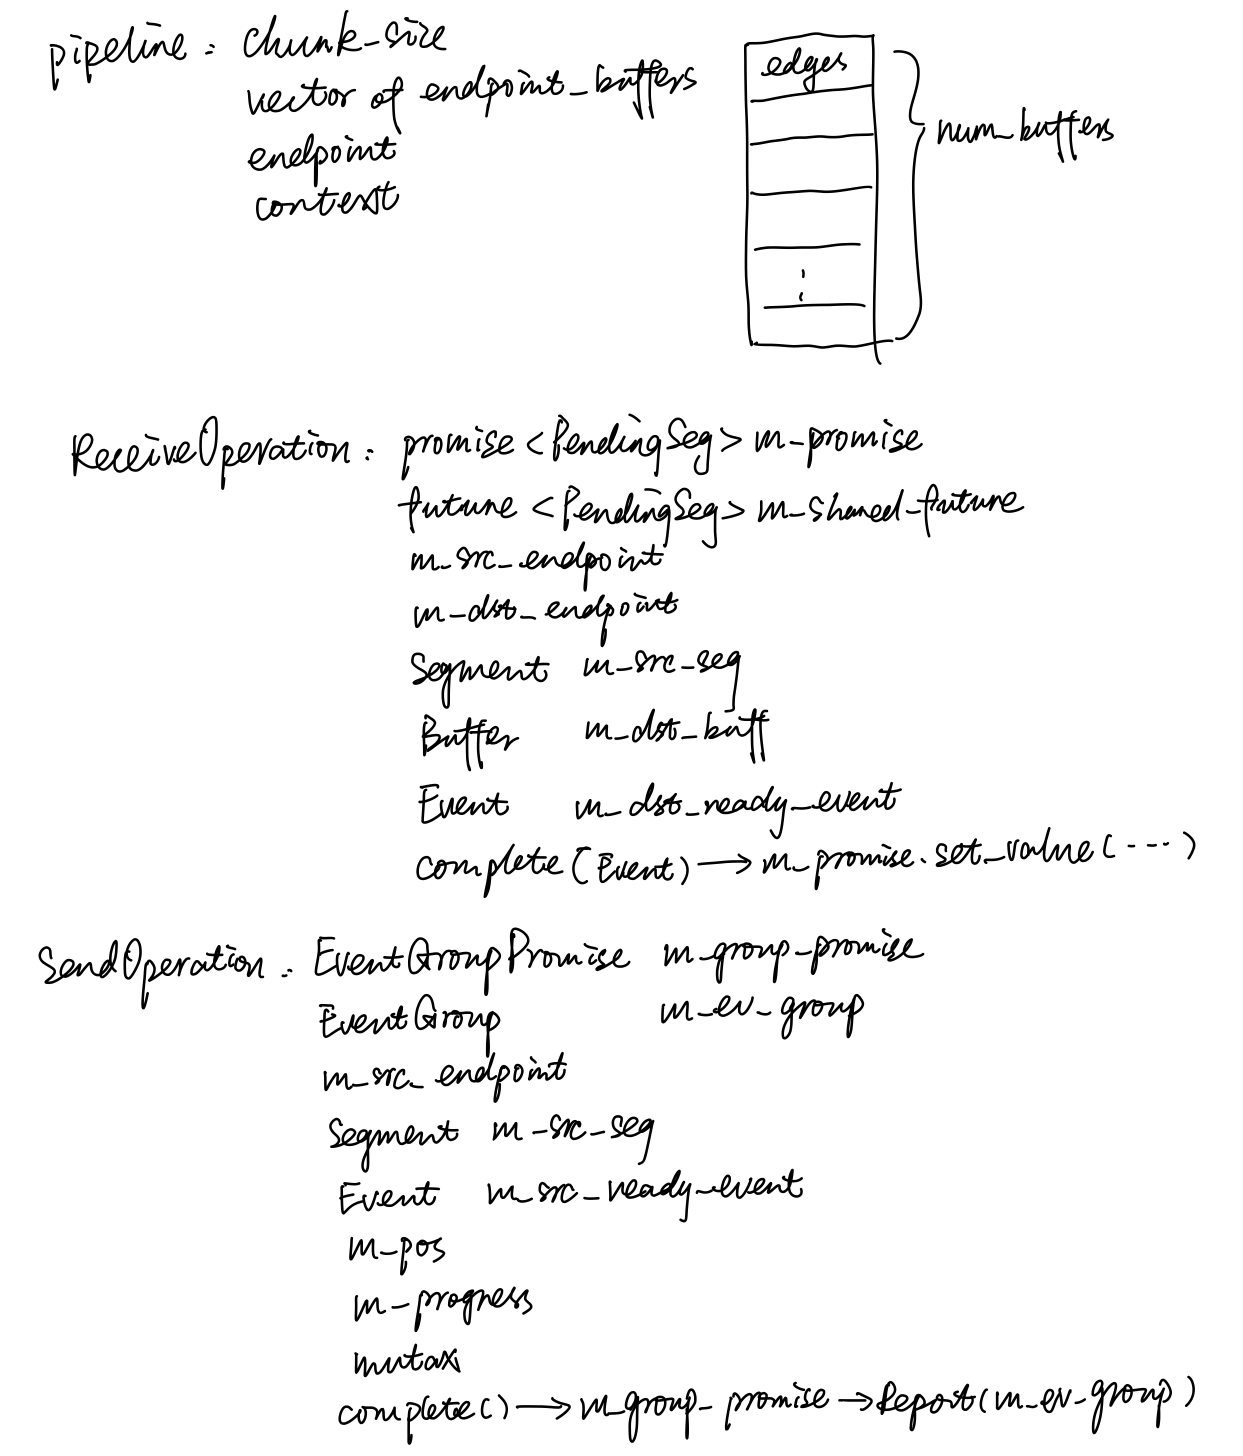 pipeline : chunk_size
vector of endpoint_buffers
endpoint
context
edges
num_buffers
ReceiveOperation : promise <PendingSeg> m_promise
future <PendingSeg> m_shared_future
m_src_endpoint
m_dst_endpoint
Segment m_src_seg
Buffer m_dst_buff
Event m_dst_ready_event
complete (Event) → m_promise.set_value( ... )
SendOperation : EventGroupPromise m_group_promise
EventGroup m_ev_group
m_src_endpoint
Segment m_src_seg
Event m_src_ready_event
m_pos
m_progress
mutax
complete() → m_group_promise → Report(m_ev_group)